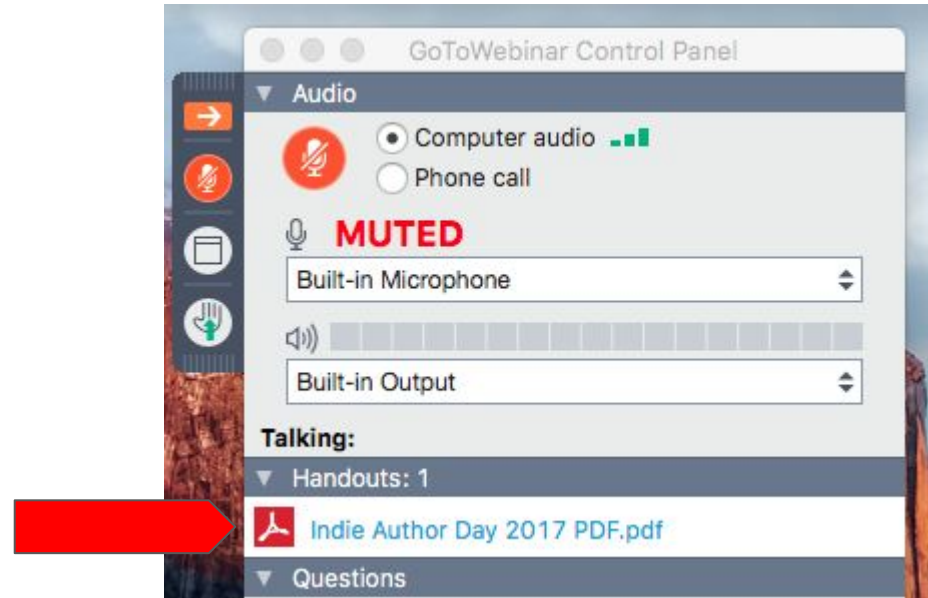 GoToWebinar Control Panel
Audio
Computer audio
Phone call
MUTED
Built-in Microphone
Built-in Output
Talking:
Handouts: 1
Indie Author Day 2017 PDF.pdf
Questions